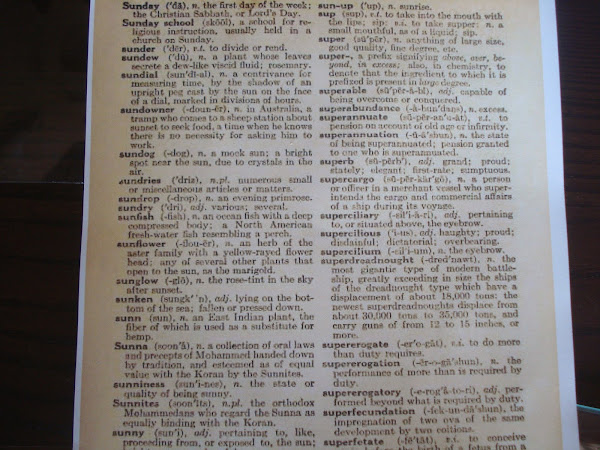 Sunday ('dâ), n. the first day of the week;
the Christian Sabbath, or Lord's Day.
Sunday school (skōōl), a school for re-
ligious instruction, usually held in a
church on Sunday.
sunder ('dẽr), v.t. to divide or rend.
sundew ('dū), n. a plant whose leaves
secrete a dew-like viscid fluid; rosemary.
sundial (sun'dī-al), n. a contrivance for
measuring time, by the shadow of an
upright peg cast by the sun on the face
of a dial, marked in divisions of hours.
sundowner (-doun-ẽr), n. in Australia, a
tramp who comes to a sheep station about
sunset to seek food, a time when he knows
there is no necessity for asking him to
work.
sundog (-dog), n. a mock sun; a bright
spot near the sun, due to crystals in the
air.
sundries ('driz), n.pl. numerous small
or miscellaneous articles or matters.
sundrop (-drop), n. an evening primrose.
sundry ('dri), adj. various; several.
sunfish (-fish), n. an ocean fish with a deep
compressed body; a North American
fresh-water fish resembling a perch.
sunflower (-flou-ẽr), n. an herb of the
aster family with a yellow-rayed flower
head; any of several other plants that
open to the sun, as the marigold.
sunglow (-glō), n. the rose-tint in the sky
after sunset.
sunken (sungk'n), adj. lying on the bot-
tom of the sea; fallen or pressed down.
sunn (sun), n. an East Indian plant, the
fiber of which is used as a substitute for
hemp.
Sunna (soon'ä), n. a collection of oral laws
and precepts of Mohammed handed down
by tradition, and esteemed as of equal
value with the Koran by the Sunnites.
sunniness (sun'i-nes), n. the state or
quality of being sunny.
Sunnites (soon'īts), n.pl. the orthodox
Mohammedans who regard the Sunna as
equally binding with the Koran.
sunny (sun'i), adj. pertaining to, like,
proceeding from, or exposed to, the sun;
sun-up ('up), n. sunrise.
sup (sup), v.t. to take into the mouth with
the lips; sip: v.i. to take supper; n. a
small mouthful, as of a liquid; sip.
super (sū'pẽr), n. anything of large size,
good quality, fine degree, etc.
super-, a prefix signifying above, over, be-
yond, in excess; also, in chemistry, to
denote that the ingredient to which it is
prefixed is present in large degree.
superable (sū'pẽr-á-bl), adj. capable of
being overcome or conquered.
superabundance (-á-bun'dans), n. excess.
superannuate (sū-pẽr-an'ū-āt), v.t. to
pension on account of old age or infirmity.
superannuation (-ū-ā'shun), n. the state
of being superannuated; pension granted
to one who is superannuated.
superb (sū-pẽrb'), adj. grand; proud;
stately; elegant; first-rate; sumptuous.
supercargo (sū-pẽr-kär'gō), n. a person
or officer in a merchant vessel who super-
intends the cargo and commercial affairs
of a ship during its voyage.
superciliary (-sil'i-á-ri), adj. pertaining
to, or situated above, the eyebrow.
supercilious ('i-us), adj. haughty; proud;
disdainful; dictatorial; overbearing.
supercilium (-sil'i-um), n. the eyebrow.
superdreadnought (-dred'nawt), n. the
most gigantic type of modern battle-
ship, greatly exceeding in size the ships
of the dreadnought type which have a
displacement of about 18,000 tons: the
newest superdreadnoughts displace from
about 30,000 tons to 35,000 tons, and
carry guns of from 12 to 15 inches, or
more.
supererogate (-er'o-gāt), v.i. to do more
than duty requires.
supererogation (-er-o-gā'shun), n. the
performance of more than is required by
duty.
supererogatory (-e-rog'á-to-ri), adj. per-
formed beyond what is required by duty.
superfecundation (-fek-un-dā'shun), the
impregnation of two ova of the same
development by two coitions.
superfetate (-fē'tāt), v.i. to conceive